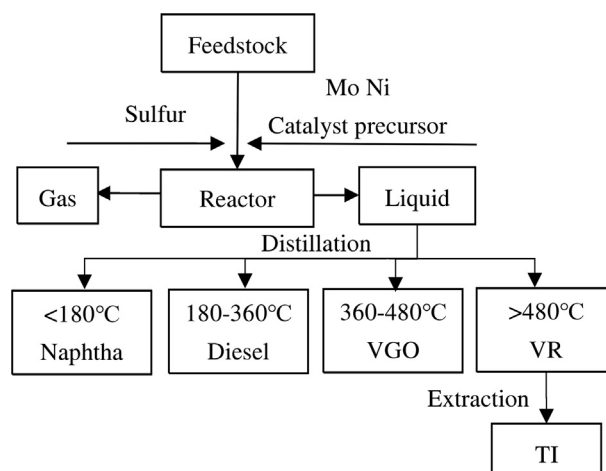 Feedstock
Mo Ni
Sulfur
Catalyst precursor
Gas
Reactor
Liquid
Distillation
<180℃
Naphtha
180-360℃
Diesel
360-480℃
VGO
>480℃
VR
Extraction
TI